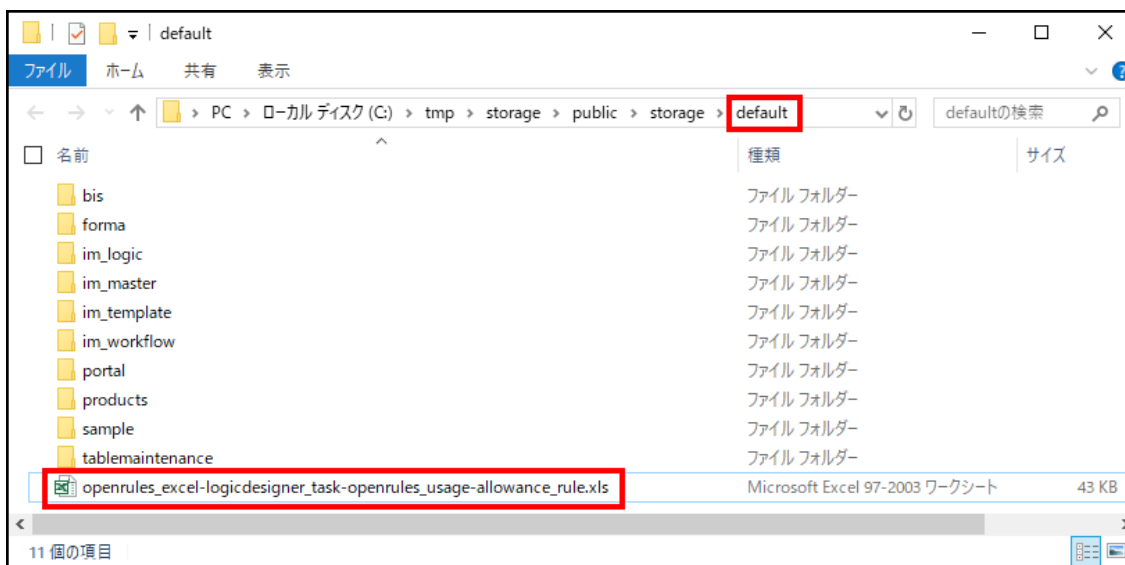 default
ファイル ホーム 共有 表示
PC > ローカル ディスク (C:) > tmp > storage > public > storage > default defaultの検索
名前 種類 サイズ
bis ファイル フォルダー
forma ファイル フォルダー
im_logic ファイル フォルダー
im_master ファイル フォルダー
im_template ファイル フォルダー
im_workflow ファイル フォルダー
portal ファイル フォルダー
products ファイル フォルダー
sample ファイル フォルダー
tablemaintenance ファイル フォルダー
openrules_excel-logicdesigner_task-openrules_usage-allowance_rule.xls Microsoft Excel 97-2003 ワークシート 43 KB
11 個の項目